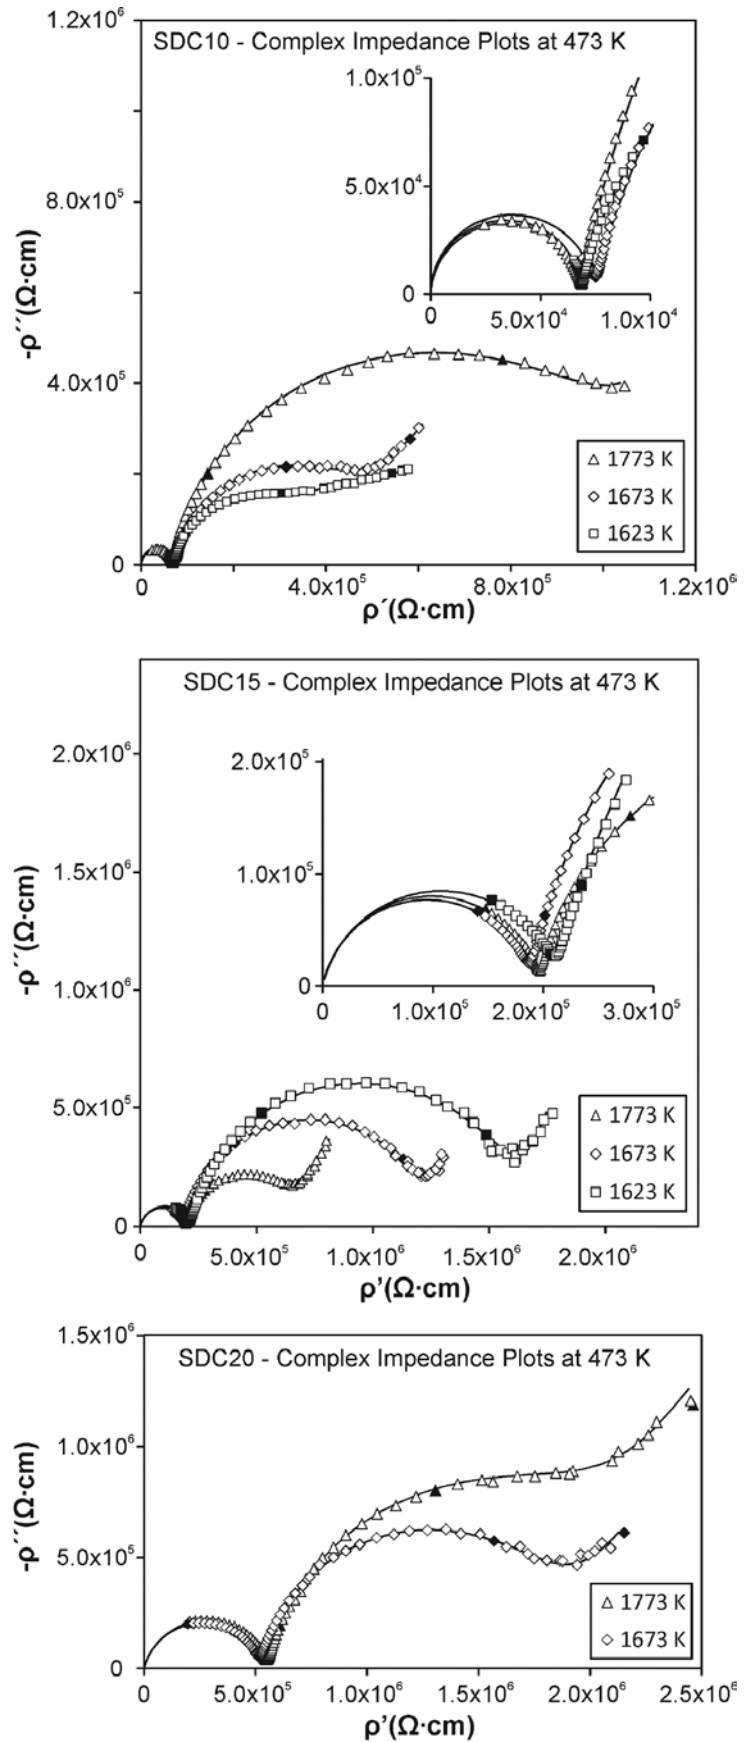 SDC10 - Complex Impedance Plots at 473 K
1.2x10⁶
8.0x10⁵
4.0x10⁵
0
-ρ´´(Ω·cm)
1.0x10⁵
5.0x10⁴
0
0 5.0x10⁴ 1.0x10⁴
1773 K
1673 K
1623 K
0 4.0x10⁵ 8.0x10⁵ 1.2x10⁶
ρ´(Ω·cm)
SDC15 - Complex Impedance Plots at 473 K
2.0x10⁶
1.5x10⁶
1.0x10⁶
5.0x10⁵
0
-ρ´´(Ω·cm)
2.0x10⁵
1.0x10⁵
0
0 1.0x10⁵ 2.0x10⁵ 3.0x10⁵
1773 K
1673 K
1623 K
0 5.0x10⁵ 1.0x10⁶ 1.5x10⁶ 2.0x10⁶
ρ'(Ω·cm)
SDC20 - Complex Impedance Plots at 473 K
1.5x10⁶
1.0x10⁶
5.0x10⁵
0
-ρ´´(Ω·cm)
1773 K
1673 K
0 5.0x10⁵ 1.0x10⁶ 1.5x10⁶ 2.0x10⁶ 2.5x10⁶
ρ'(Ω·cm)